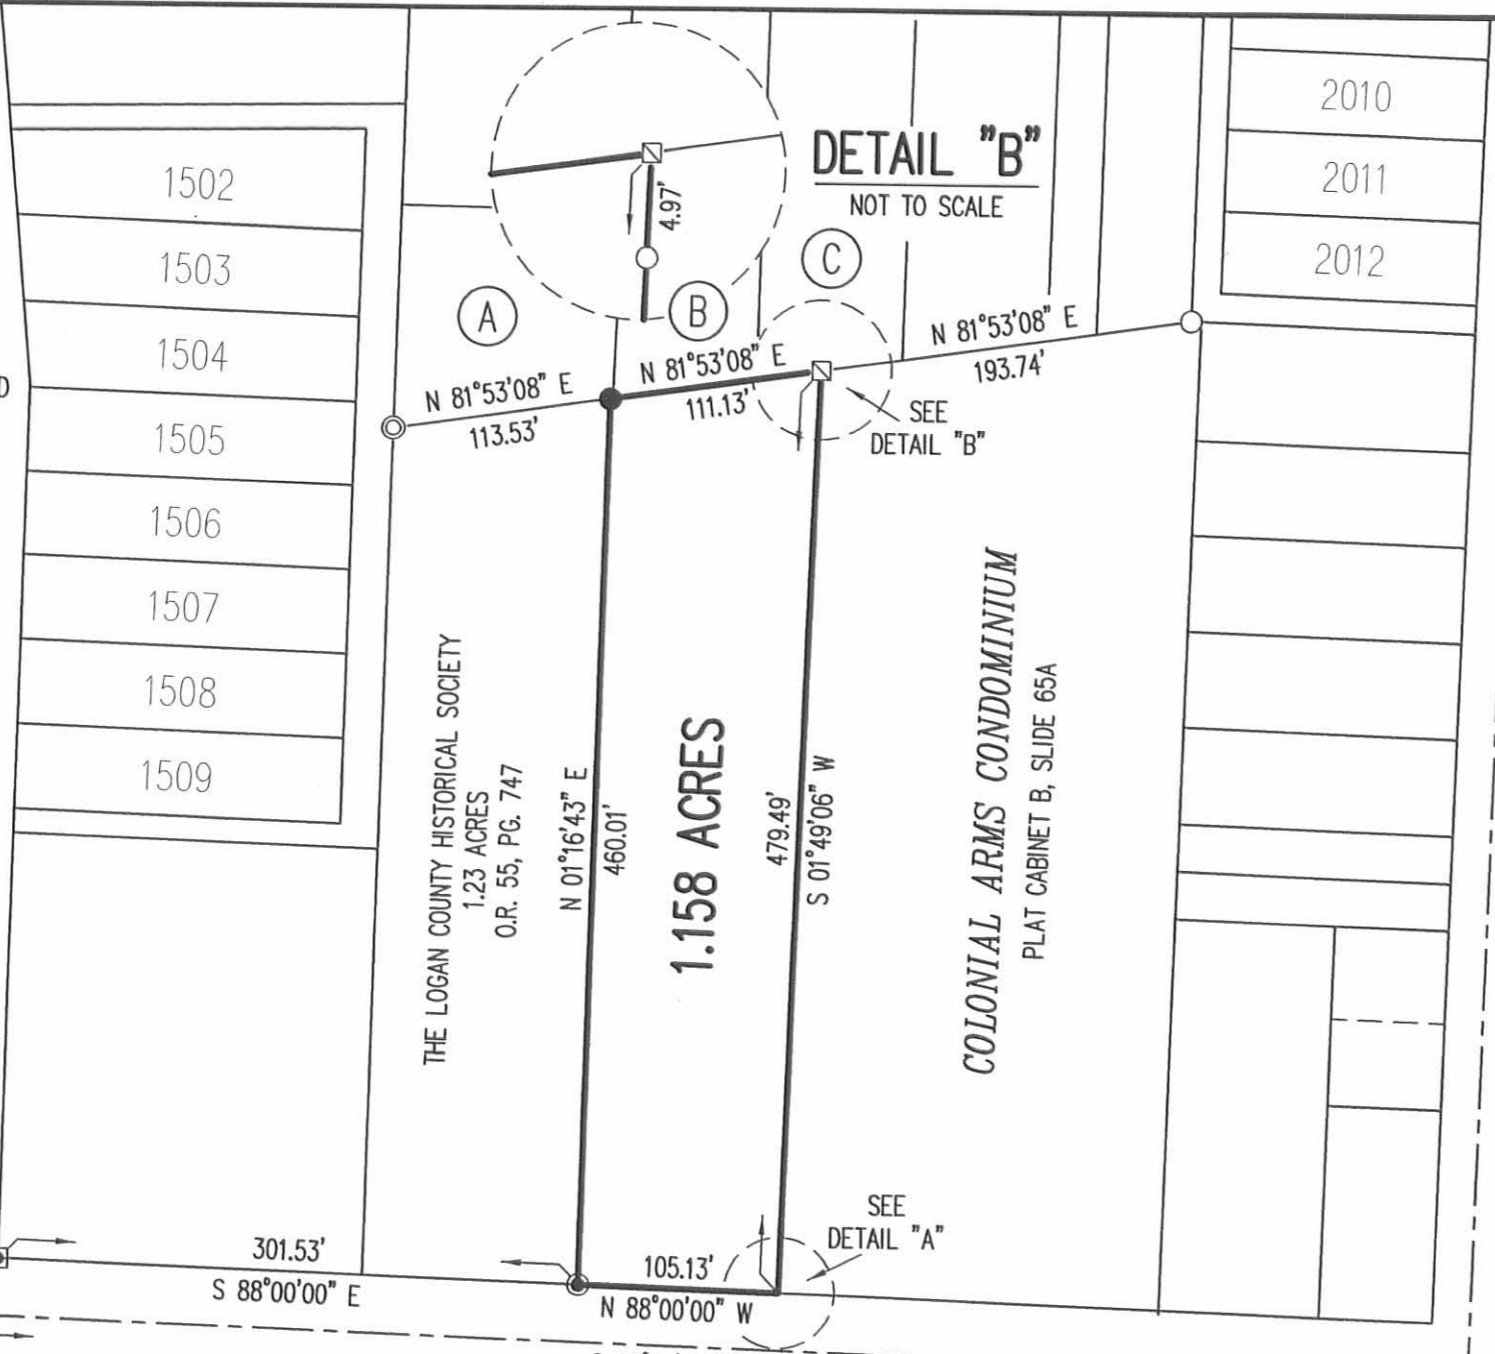 1502
1503
1504
1505
1506
1507
1508
1509
D
4.97'
DETAIL "B"
NOT TO SCALE
A
B
C
2010
2011
2012
N 81°53'08" E
113.53'
N 81°53'08" E
111.13'
N 81°53'08" E
193.74'
SEE
DETAIL "B"
THE LOGAN COUNTY HISTORICAL SOCIETY
1.23 ACRES
O.R. 55, PG. 747
N 01°16'43" E
460.01'
1.158 ACRES
479.49'
S 01°49'06" W
COLONIAL ARMS CONDOMINIUM
PLAT CABINET B, SLIDE 65A
301.53'
S 88°00'00" E
105.13'
N 88°00'00" W
SEE
DETAIL "A"